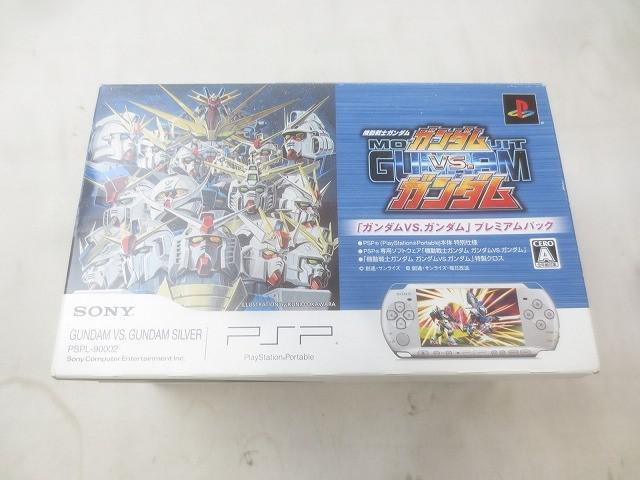 機動戦士ガンダム
ガンダム
MO UIT
GUNDAM
VS.
ガンダム
「ガンダムVS.ガンダム」プレミアムパック
●PSP®(PlayStation®Portable)本体 特別仕様
●PSP®専用ソフトウェア「機動戦士ガンダム ガンダムVS.ガンダム」
●「機動戦士ガンダム ガンダムVS.ガンダム」特製クロス
© 創通・サンライズ © 創通・サンライズ・毎日放送
CERO
A
ILLUSTRATION by KUNIO OKAWARA
SONY
GUNDAM VS. GUNDAM SILVER
PSPL-90002
Sony Computer Entertainment Inc.
PSP
PlayStation®Portable
SONY